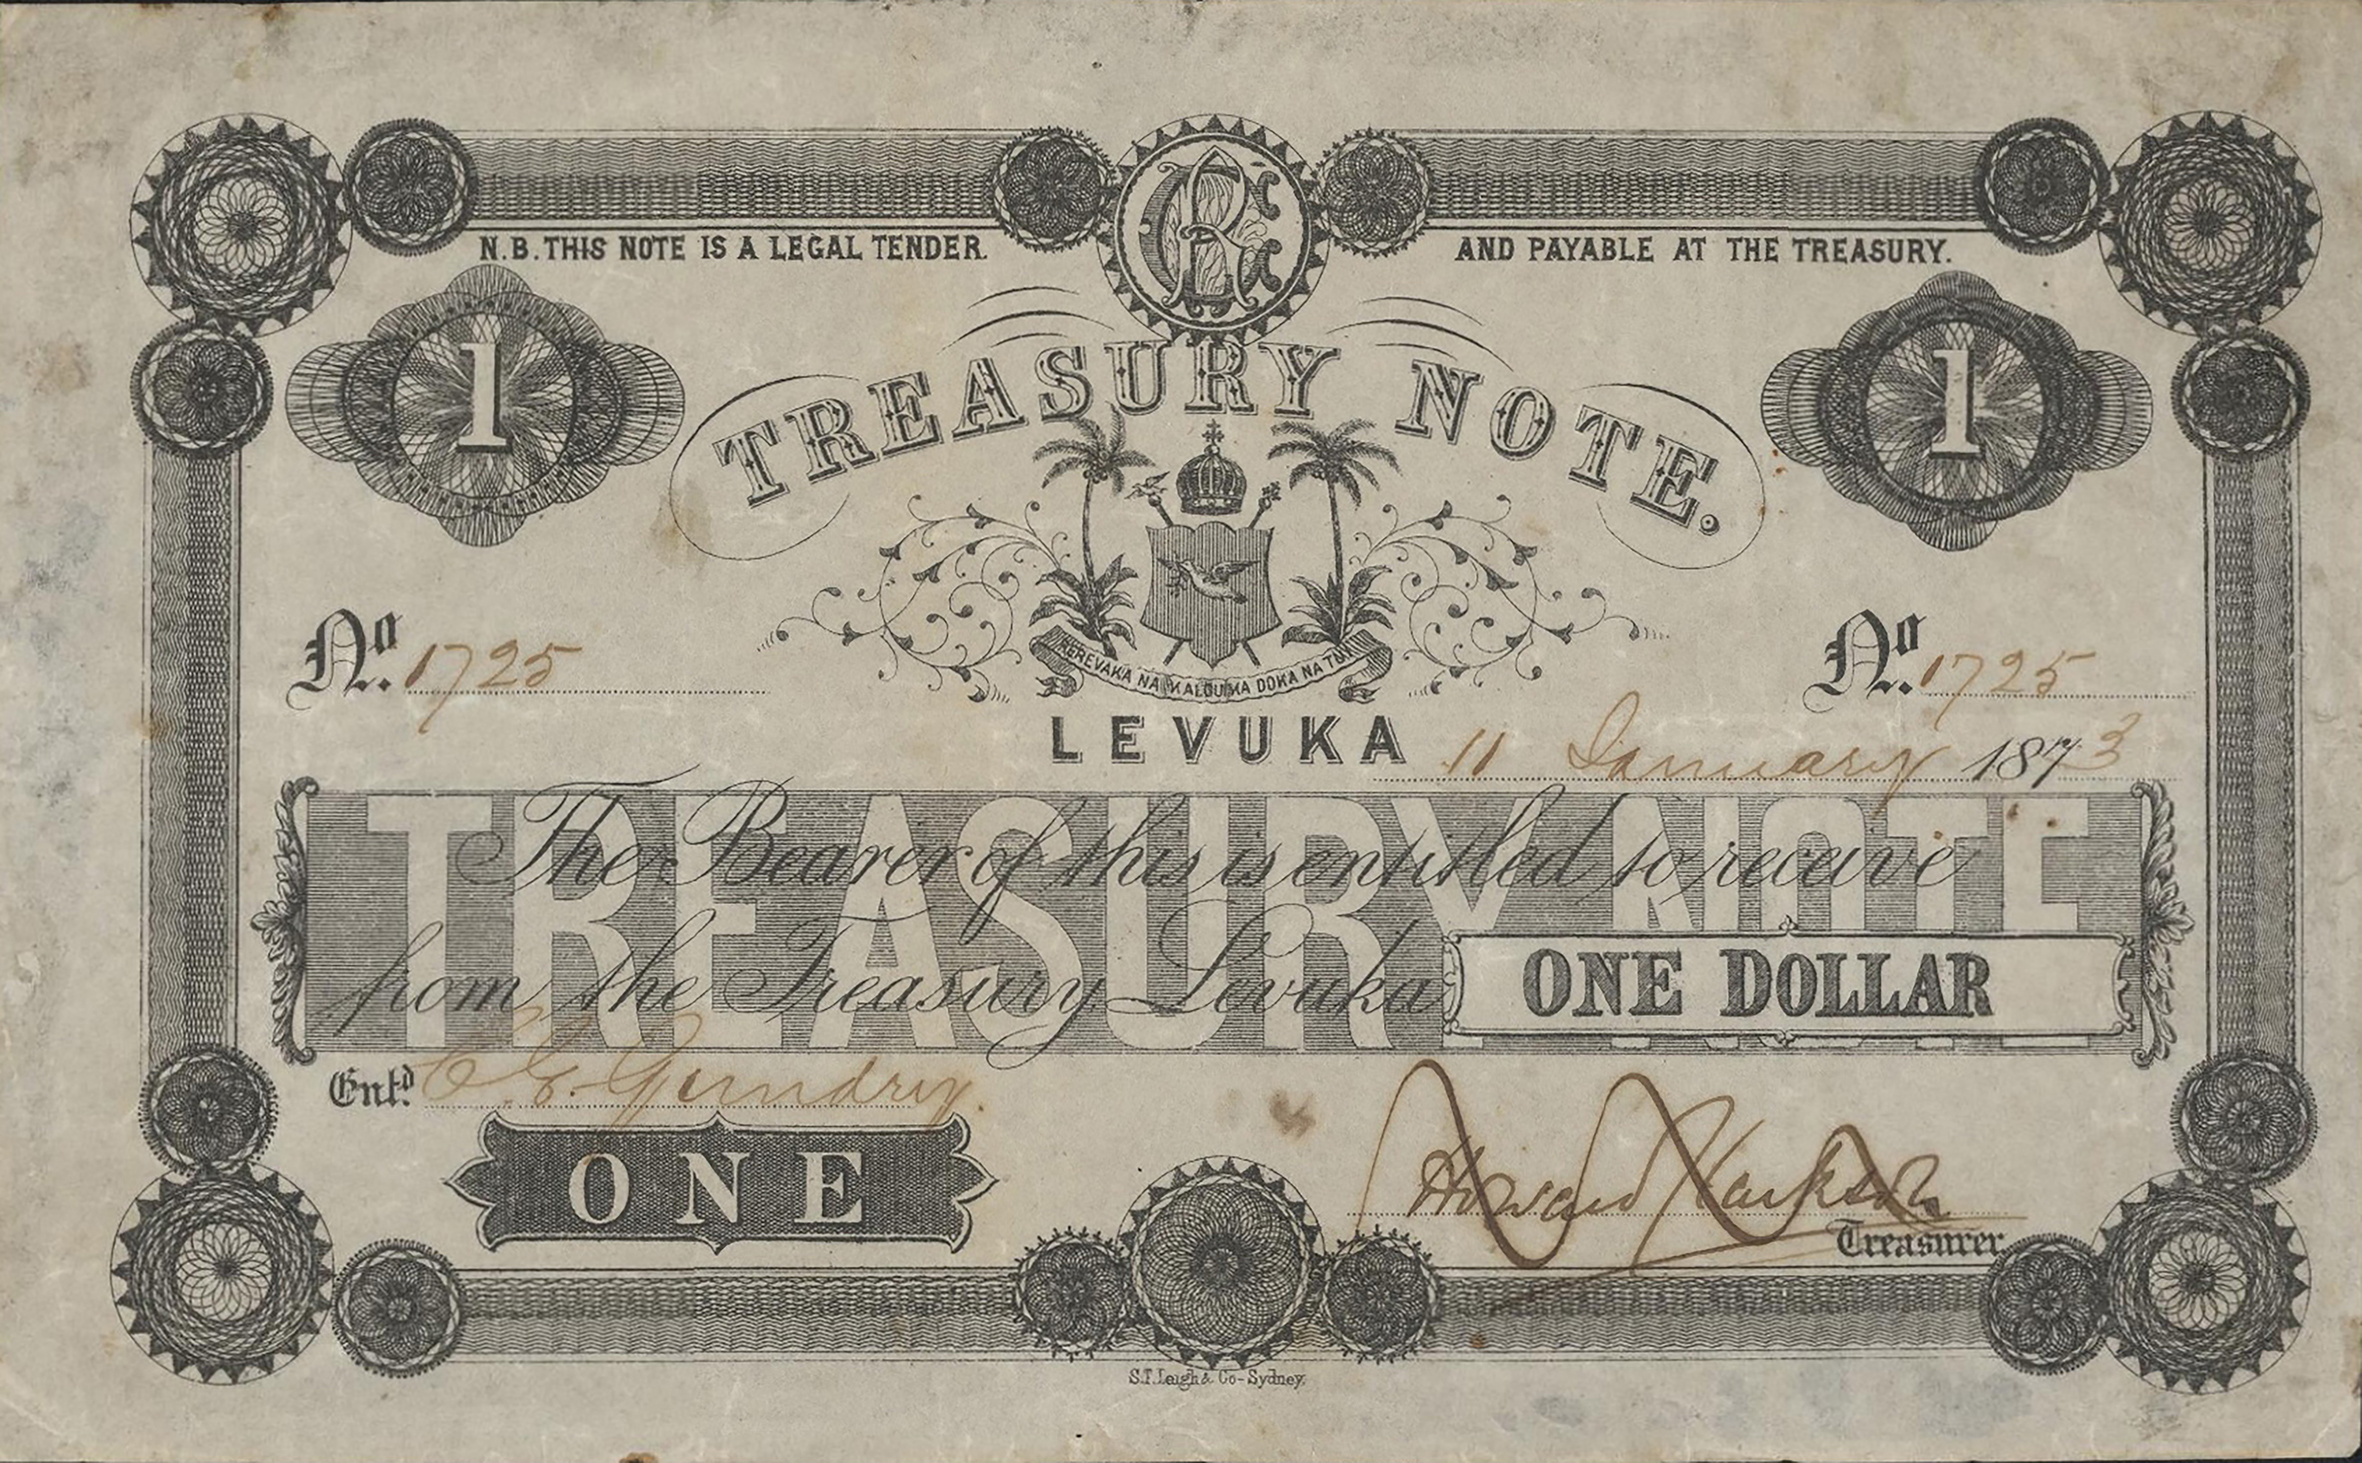 N.B. THIS NOTE IS A LEGAL TENDER. AND PAYABLE AT THE TREASURY.
CR
1 TREASURY NOTE. 1
No. 1725 No. 1725
REREVAKA NA KALOU KA DOKA NA TUI
LEVUKA 11 January 1873
TREASURY NOTE
The Bearer of this is entitled to receive
from the Treasury Levuka ONE DOLLAR
Entd. C. E. Gundry.
ONE
Treasurer
S.T. Leigh & Co - Sydney.